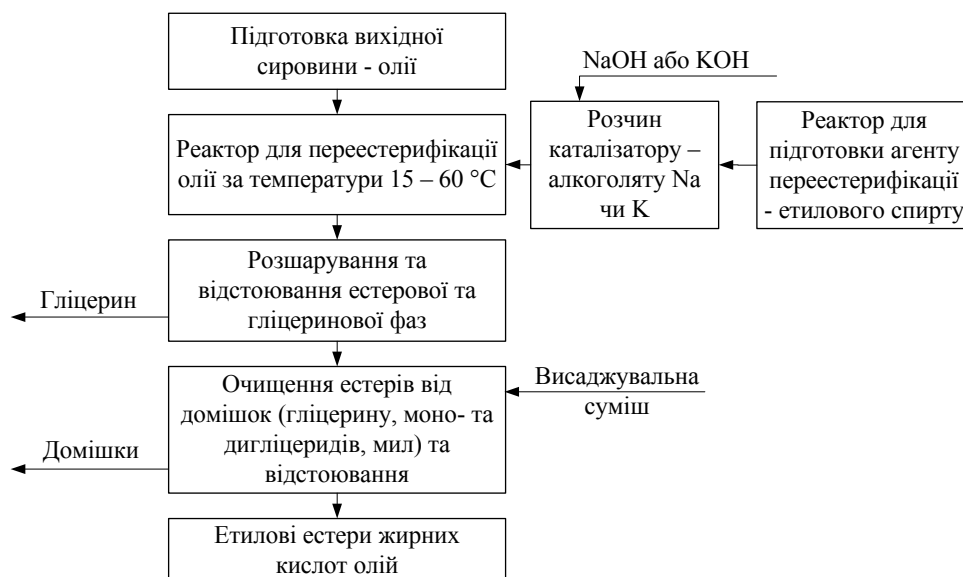 Підготовка вихідної
сировини - олії
NaOH або KOH
Реактор для переестерифікації
олії за температури 15 – 60 °C
Розчин
каталізатору –
алкоголяту Na
чи K
Реактор для
підготовки агенту
переестерифікації
- етилового спирту
Розшарування та
відстоювання естерової та
гліцеринової фаз
Гліцерин
Очищення естерів від
домішок (гліцерину, моно- та
дигліцеридів, мил) та
відстоювання
Висаджувальна
суміш
Домішки
Етилові естери жирних
кислот олій